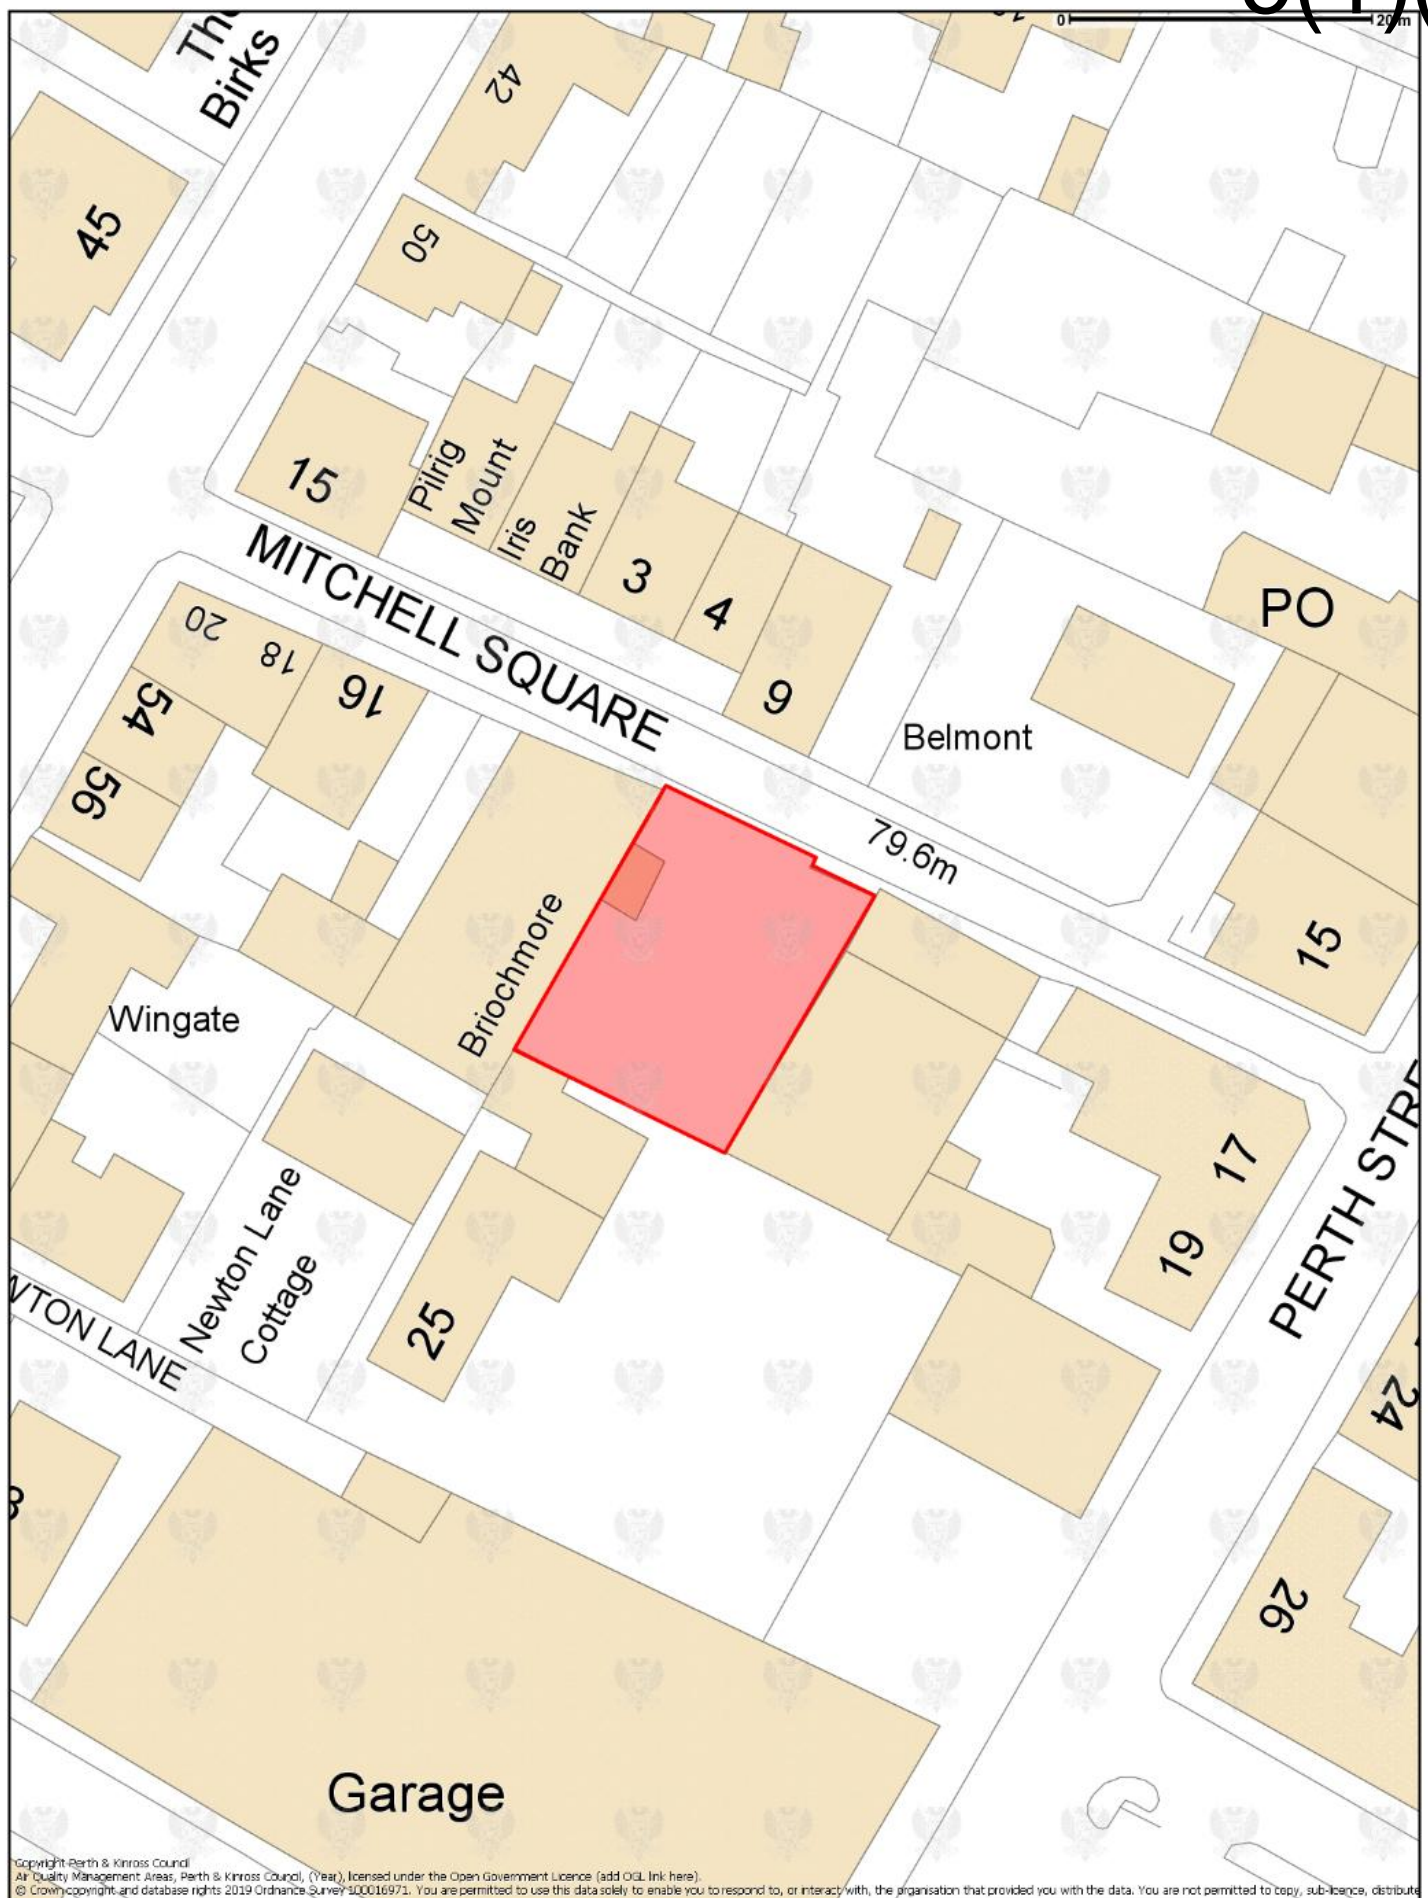 0 20 m
The
Birks
42
45
50
15
Pilrig
Mount
Iris
Bank
3
4
9
MITCHELL SQUARE
PO
20
18
16
54
56
Belmont
79.6m
15
Briochmore
Wingate
17
19
PERTH STRE
Newton Lane
Cottage
25
WTON LANE
24
26
8
Garage
Copyright Perth & Kinross Council
Air Quality Management Areas, Perth & Kinross Council, (Year), licensed under the Open Government Licence (add OGL link here).
© Crown copyright and database rights 2019 Ordnance Survey 100016971. You are permitted to use this data solely to enable you to respond to, or interact with, the organisation that provided you with the data. You are not permitted to copy, sub-licence, distribute